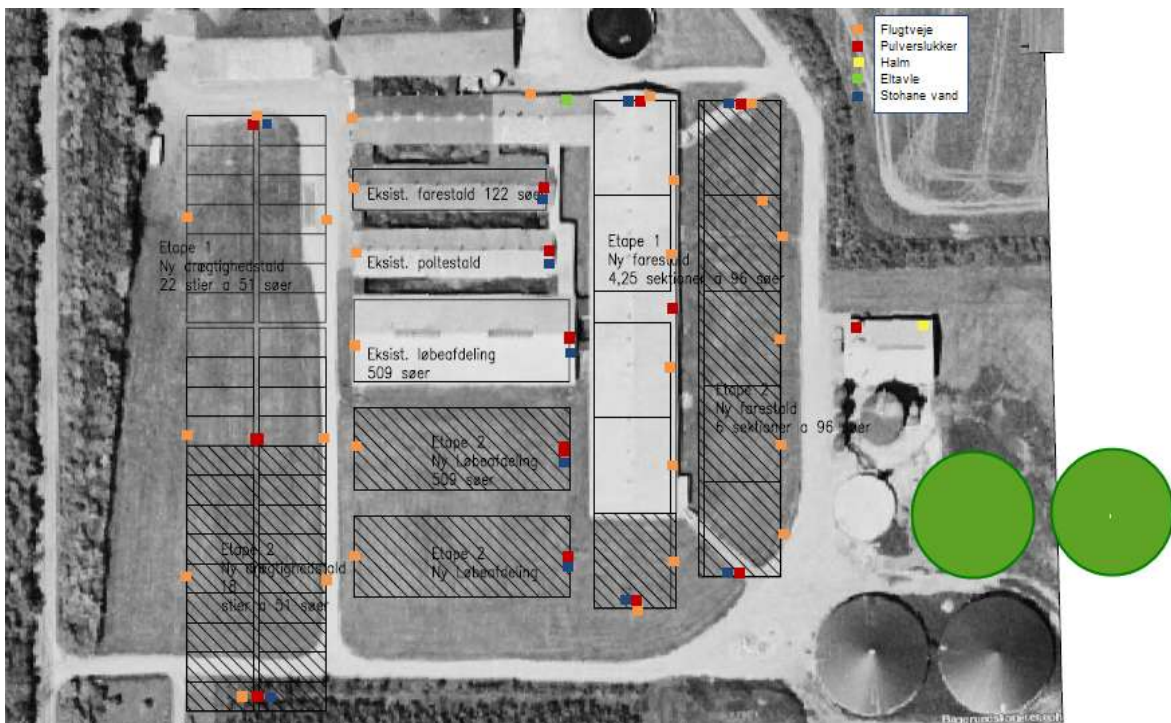 Flugtveje
Pulverslukker
Halm
Eltavle
Stohane vand
Eksist. farestald 122 søer
Etape 1
Ny drægtighedstald
22 stier a 51 søer
Eksist. poltestald
Etape 1
Ny farestald
4,25 sektioner a 96 søer
Eksist. løbeafdeling
509 søer
Etape 2
Ny farestald
6 sektioner a 96 søer
Etape 2
Ny Løbeafdeling
509 søer
Etape 2
Ny drægtighedstald
18
stier a 51 søer
Etape 2
Ny Løbeafdeling